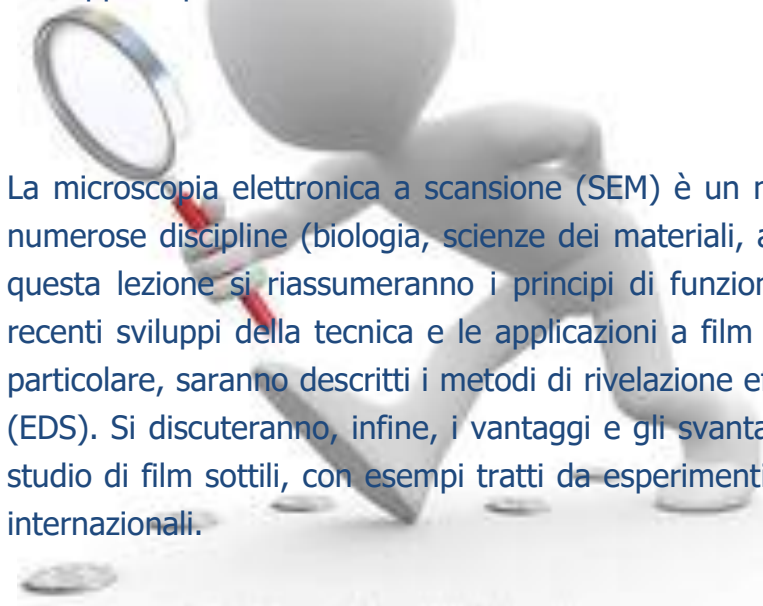 La microscopia elettronica a scansione (SEM) è un
numerose discipline (biologia, scienze dei materiali,
questa lezione si riassumeranno i principi di
recenti sviluppi della tecnica e le applicazioni a film
particolare, saranno descritti i metodi di rivelazione
(EDS). Si discuteranno, infine, i vantaggi e gli
studio di film sottili, con esempi tratti da esperimenti
internazionali.